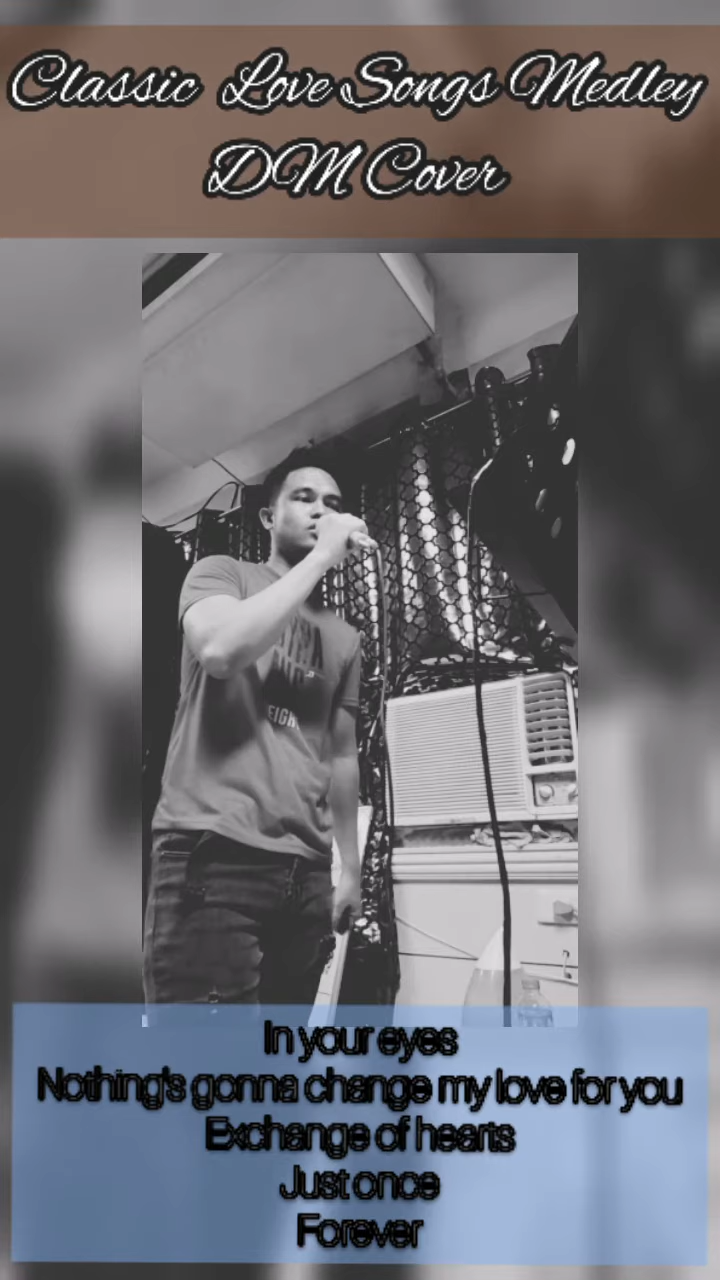 Classic Love Songs Medley
DM Cover
EIGH
In your eyes
Nothing's gonna change my love for you
Exchange of hearts
Just once
Forever